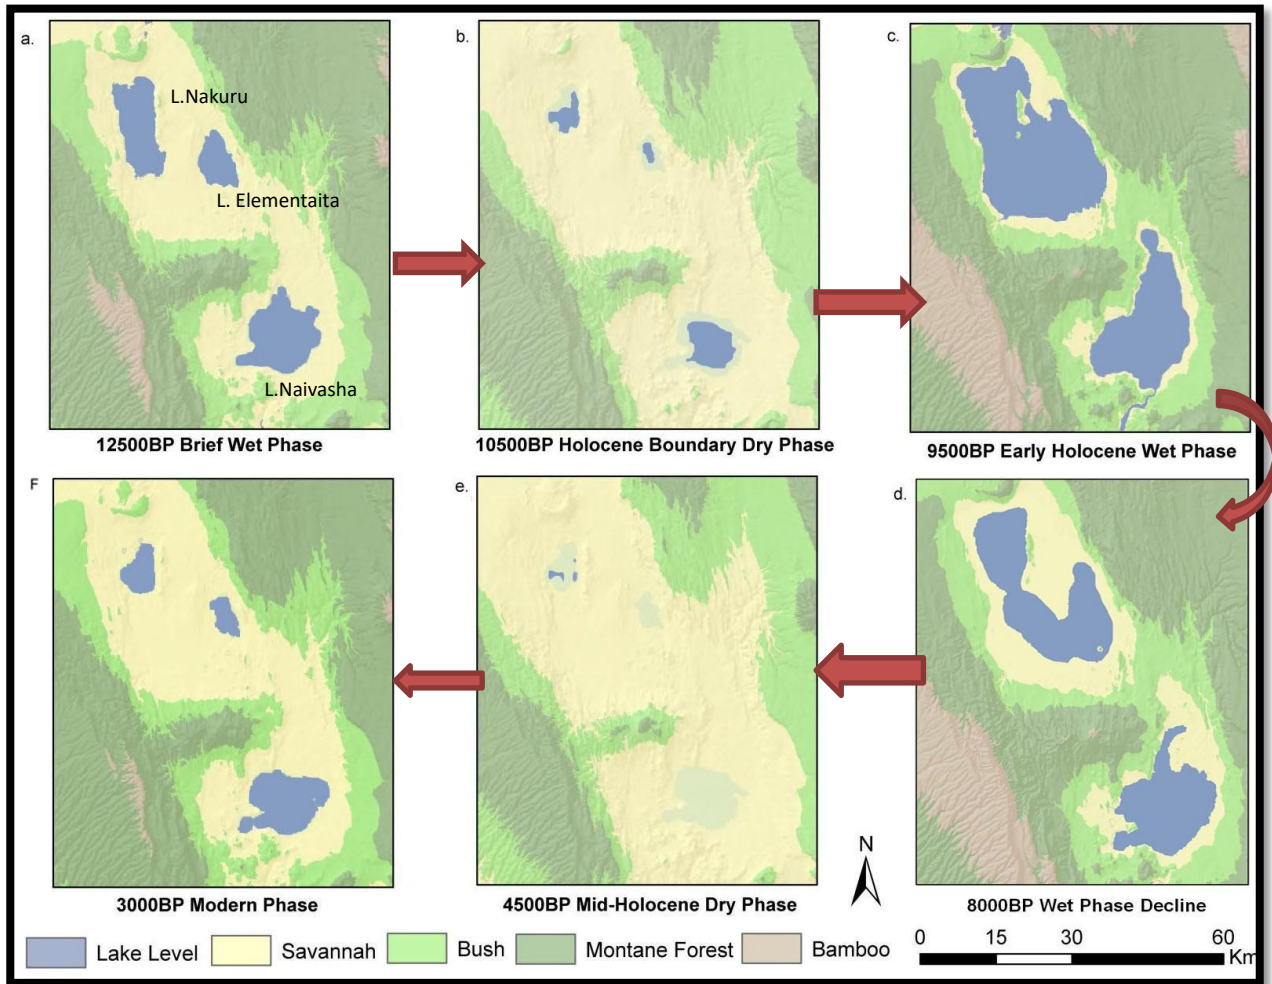 a.
L.Nakuru
L. Elementaita
L.Naivasha
12500BP Brief Wet Phase
b.
10500BP Holocene Boundary Dry Phase
c.
9500BP Early Holocene Wet Phase
F
3000BP Modern Phase
e.
4500BP Mid-Holocene Dry Phase
N
d.
8000BP Wet Phase Decline
Lake Level
Savannah
Bush
Montane Forest
Bamboo
0 15 30 60
Km